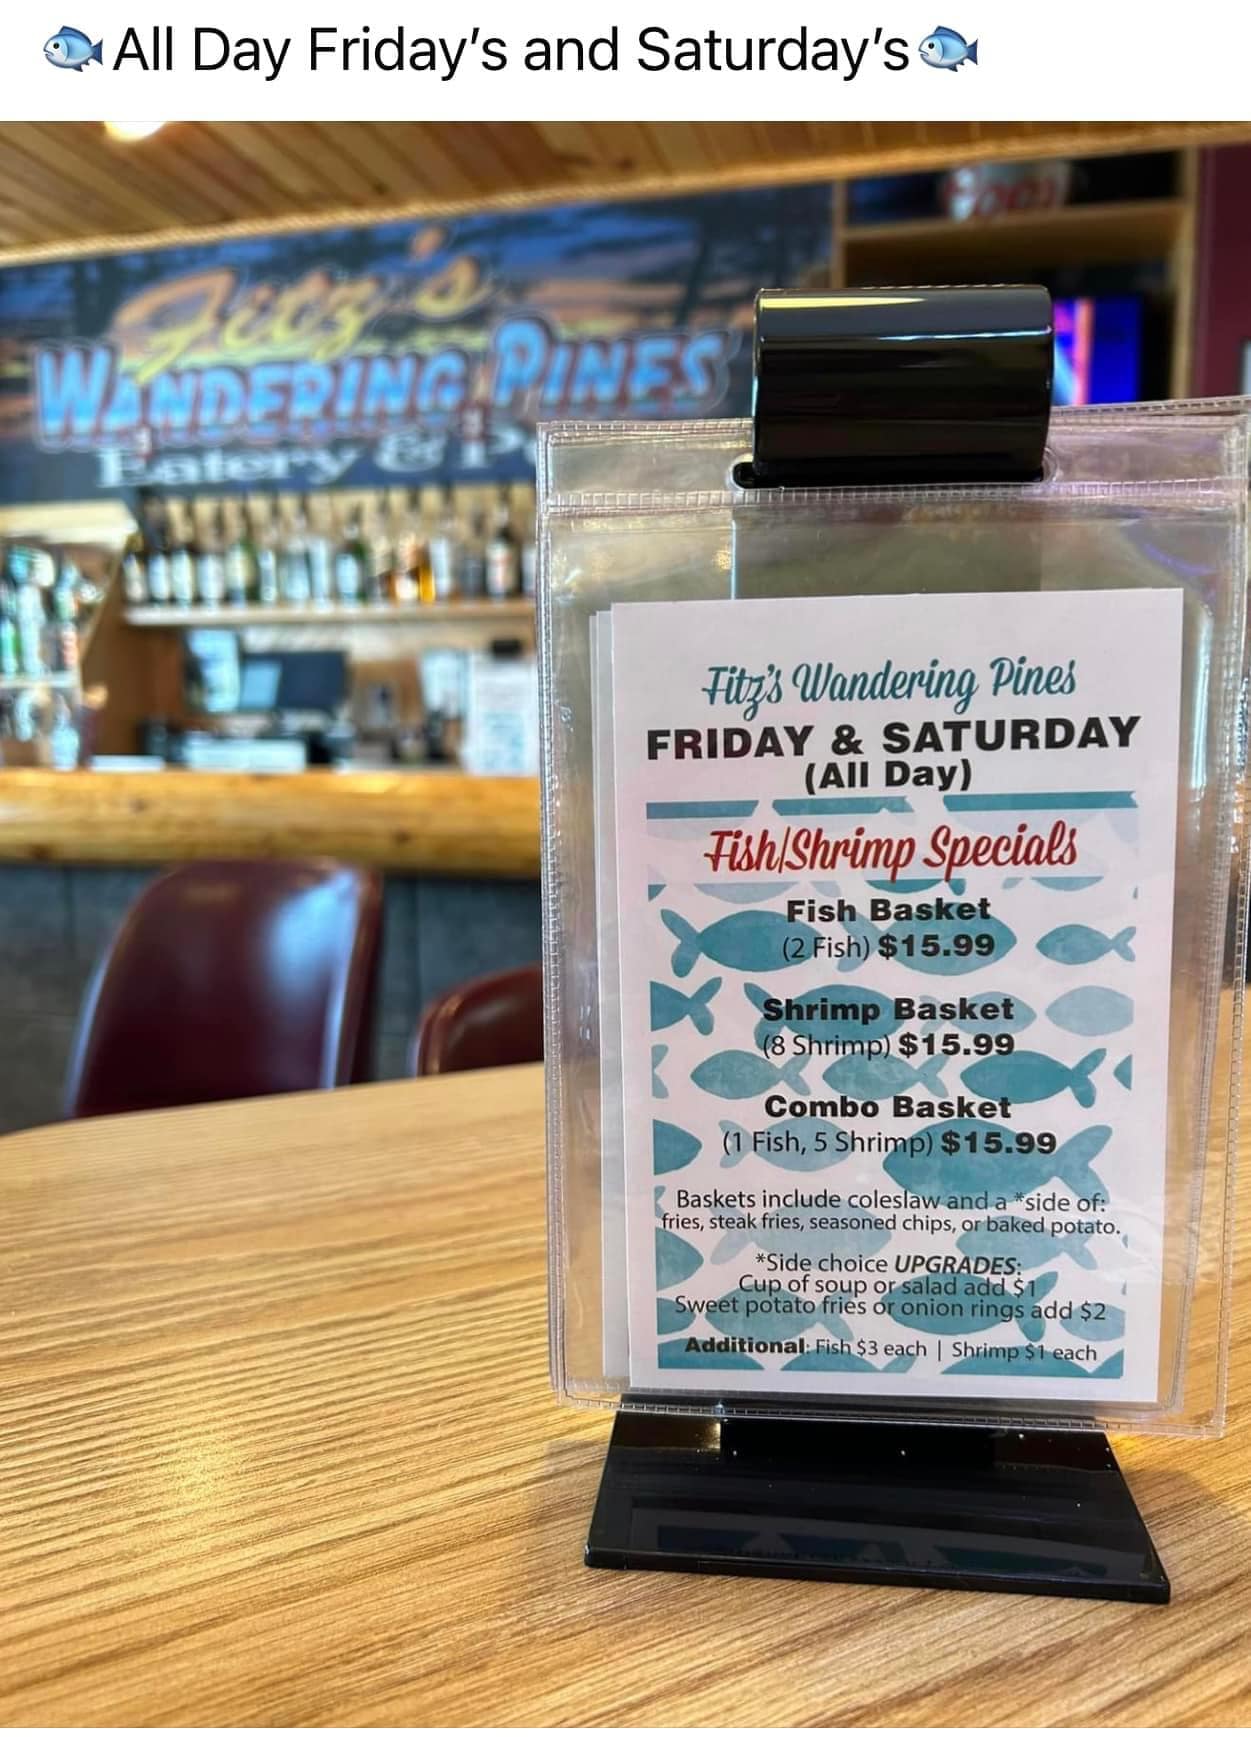 🐟All Day Friday's and Saturday's🐟
Coors
Fitz's
WANDERING PINES
Eatery & P
Fitz's Wandering Pines
FRIDAY & SATURDAY
(All Day)
Fish/Shrimp Specials
Fish Basket
(2 Fish) $15.99
Shrimp Basket
(8 Shrimp) $15.99
Combo Basket
(1 Fish, 5 Shrimp) $15.99
Baskets include coleslaw and a *side of:
fries, steak fries, seasoned chips, or baked potato.
*Side choice UPGRADES:
Cup of soup or salad add $1
Sweet potato fries or onion rings add $2
Additional: Fish $3 each | Shrimp $1 each